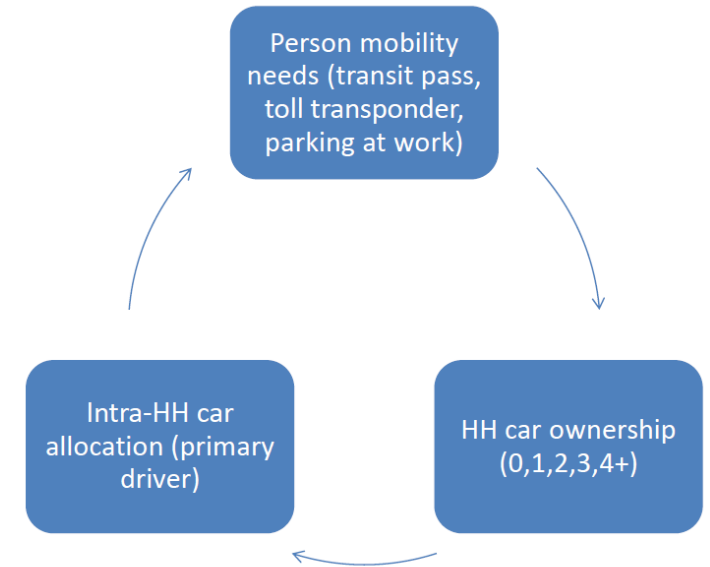 Person mobility
needs (transit pass,
toll transponder,
parking at work)
HH car ownership
(0,1,2,3,4+)
Intra-HH car
allocation (primary
driver)